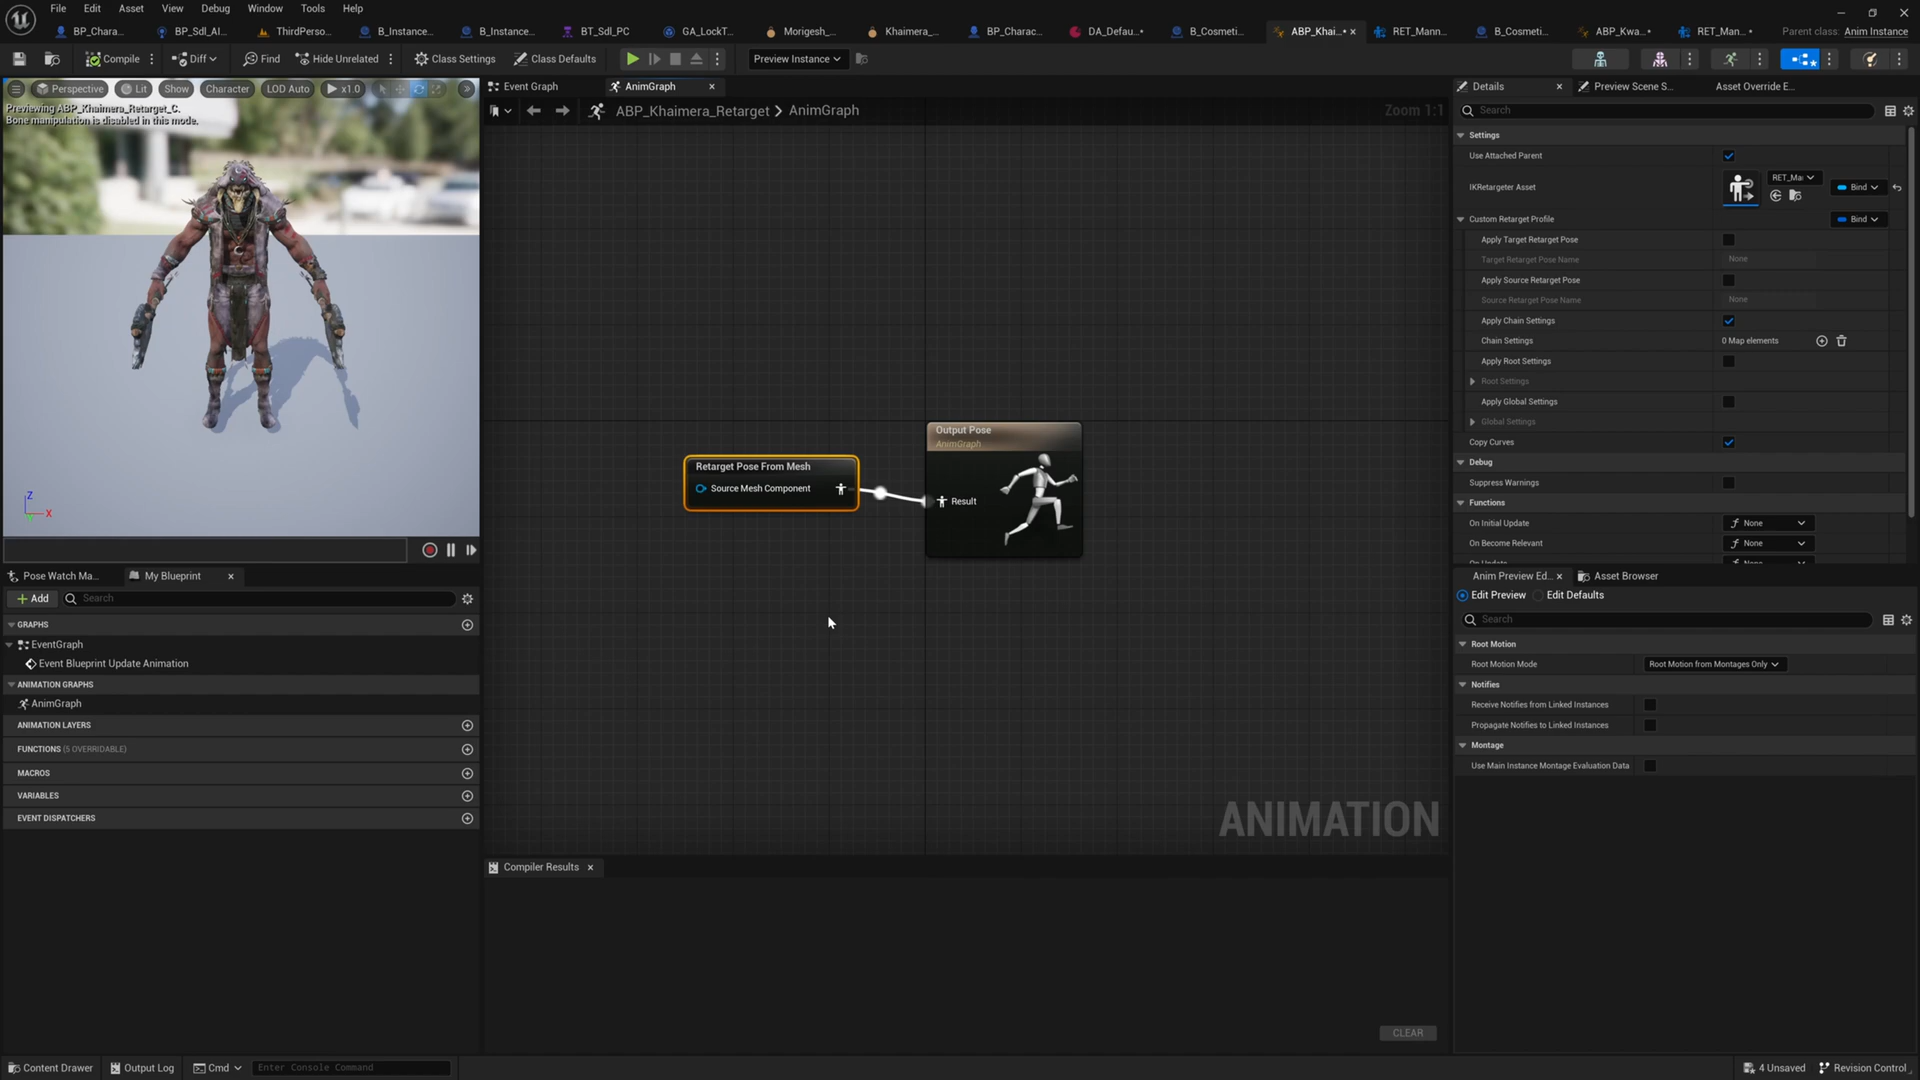 File Edit Asset View Debug Window Tools Help
BP_Chara... BP_Sdl_AI... ThirdPerso... B_Instance... B_Instance... BT_Sdl_PC GA_LockT... Morigesh_... Khaimera_... BP_Charac... DA_Defau...• B_Cosmeti... ABP_Khai...• RET_Mann... B_Cosmeti... ABP_Kwa...• RET_Man...• Parent class: Anim Instance
Compile Diff Find Hide Unrelated Class Settings Class Defaults Preview Instance
Perspective Lit Show Character LOD Auto x1.0
Previewing ABP_Khaimera_Retarget_C.
Bone manipulation is disabled in this mode.
Z
X
Event Graph AnimGraph
ABP_Khaimera_Retarget > AnimGraph Zoom 1:1
Retarget Pose From Mesh
Source Mesh Component
Output Pose
AnimGraph
Result
ANIMATION
Compiler Results
CLEAR
Pose Watch Ma... My Blueprint
+ Add Search
GRAPHS
EventGraph
Event Blueprint Update Animation
ANIMATION GRAPHS
AnimGraph
ANIMATION LAYERS
FUNCTIONS (5 OVERRIDABLE)
MACROS
VARIABLES
EVENT DISPATCHERS
Details Preview Scene S... Asset Override E...
Search
Settings
Use Attached Parent
IKRetargeter Asset RET_Ma Bind
Custom Retarget Profile Bind
Apply Target Retarget Pose
Target Retarget Pose Name None
Apply Source Retarget Pose
Source Retarget Pose Name None
Apply Chain Settings
Chain Settings 0 Map elements
Apply Root Settings
Root Settings
Apply Global Settings
Global Settings
Copy Curves
Debug
Suppress Warnings
Functions
On Initial Update None
On Become Relevant None
Anim Preview Ed... Asset Browser
Edit Preview Edit Defaults
Search
Root Motion
Root Motion Mode Root Motion from Montages Only
Notifies
Receive Notifies from Linked Instances
Propagate Notifies to Linked Instances
Montage
Use Main Instance Montage Evaluation Data
Content Drawer Output Log Cmd Enter Console Command 4 Unsaved Revision Control